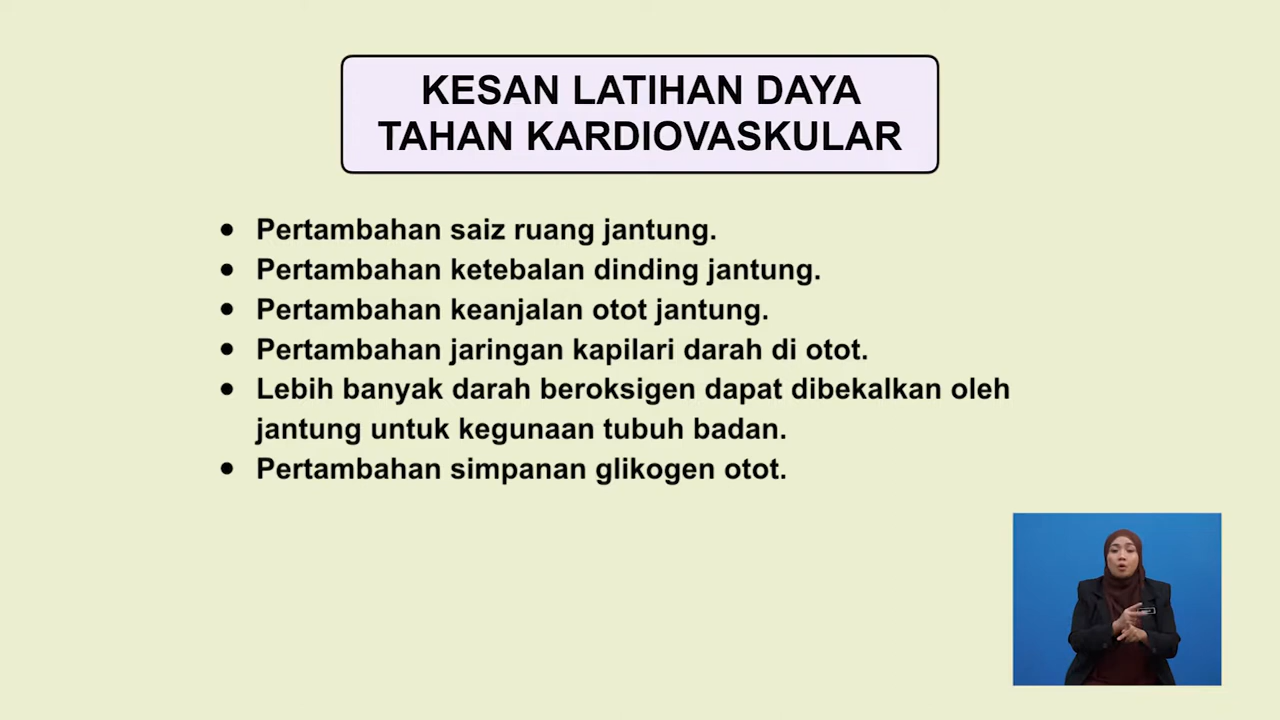 KESAN LATIHAN DAYA
TAHAN KARDIOVASKULAR
• Pertambahan saiz ruang jantung.
• Pertambahan ketebalan dinding jantung.
• Pertambahan keanjalan otot jantung.
• Pertambahan jaringan kapilari darah di otot.
• Lebih banyak darah beroksigen dapat dibekalkan oleh
jantung untuk kegunaan tubuh badan.
• Pertambahan simpanan glikogen otot.